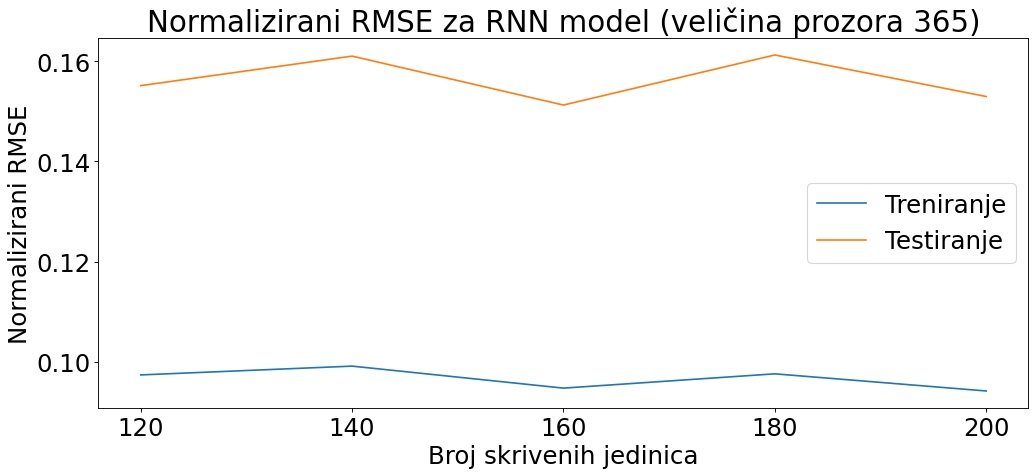 Normalizirani RMSE za RNN model (veličina prozora 365)
Normalizirani RMSE
0.16
0.14
0.12
0.10
Treniranje
Testiranje
120 140 160 180 200
Broj skrivenih jedinica